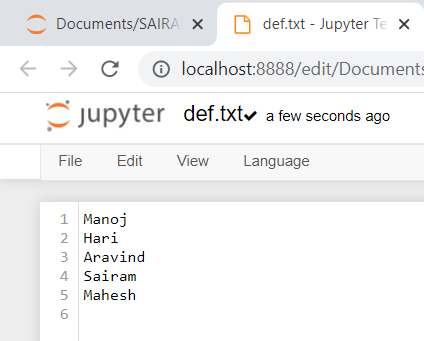 Documents/SAIRA
def.txt - Jupyter Te
localhost:8888/edit/Documents
jupyter def.txt a few seconds ago
File Edit View Language
1 Manoj
2 Hari
3 Aravind
4 Sairam
5 Mahesh
6